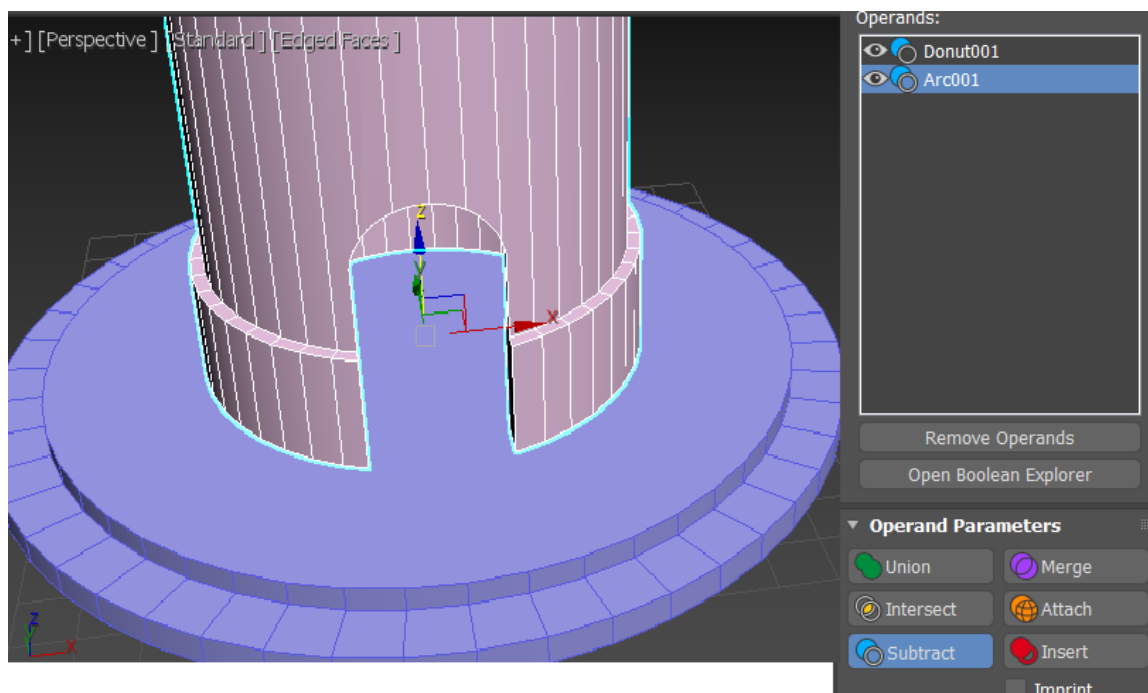 + ] [Perspective ] [Standard ] [Edged Faces ]
Operands:
Donut001
Arc001
Remove Operands
Open Boolean Explorer
Operand Parameters
Union
Merge
Intersect
Attach
Subtract
Insert
Imprint
Z
Y
X
Z
Y
X